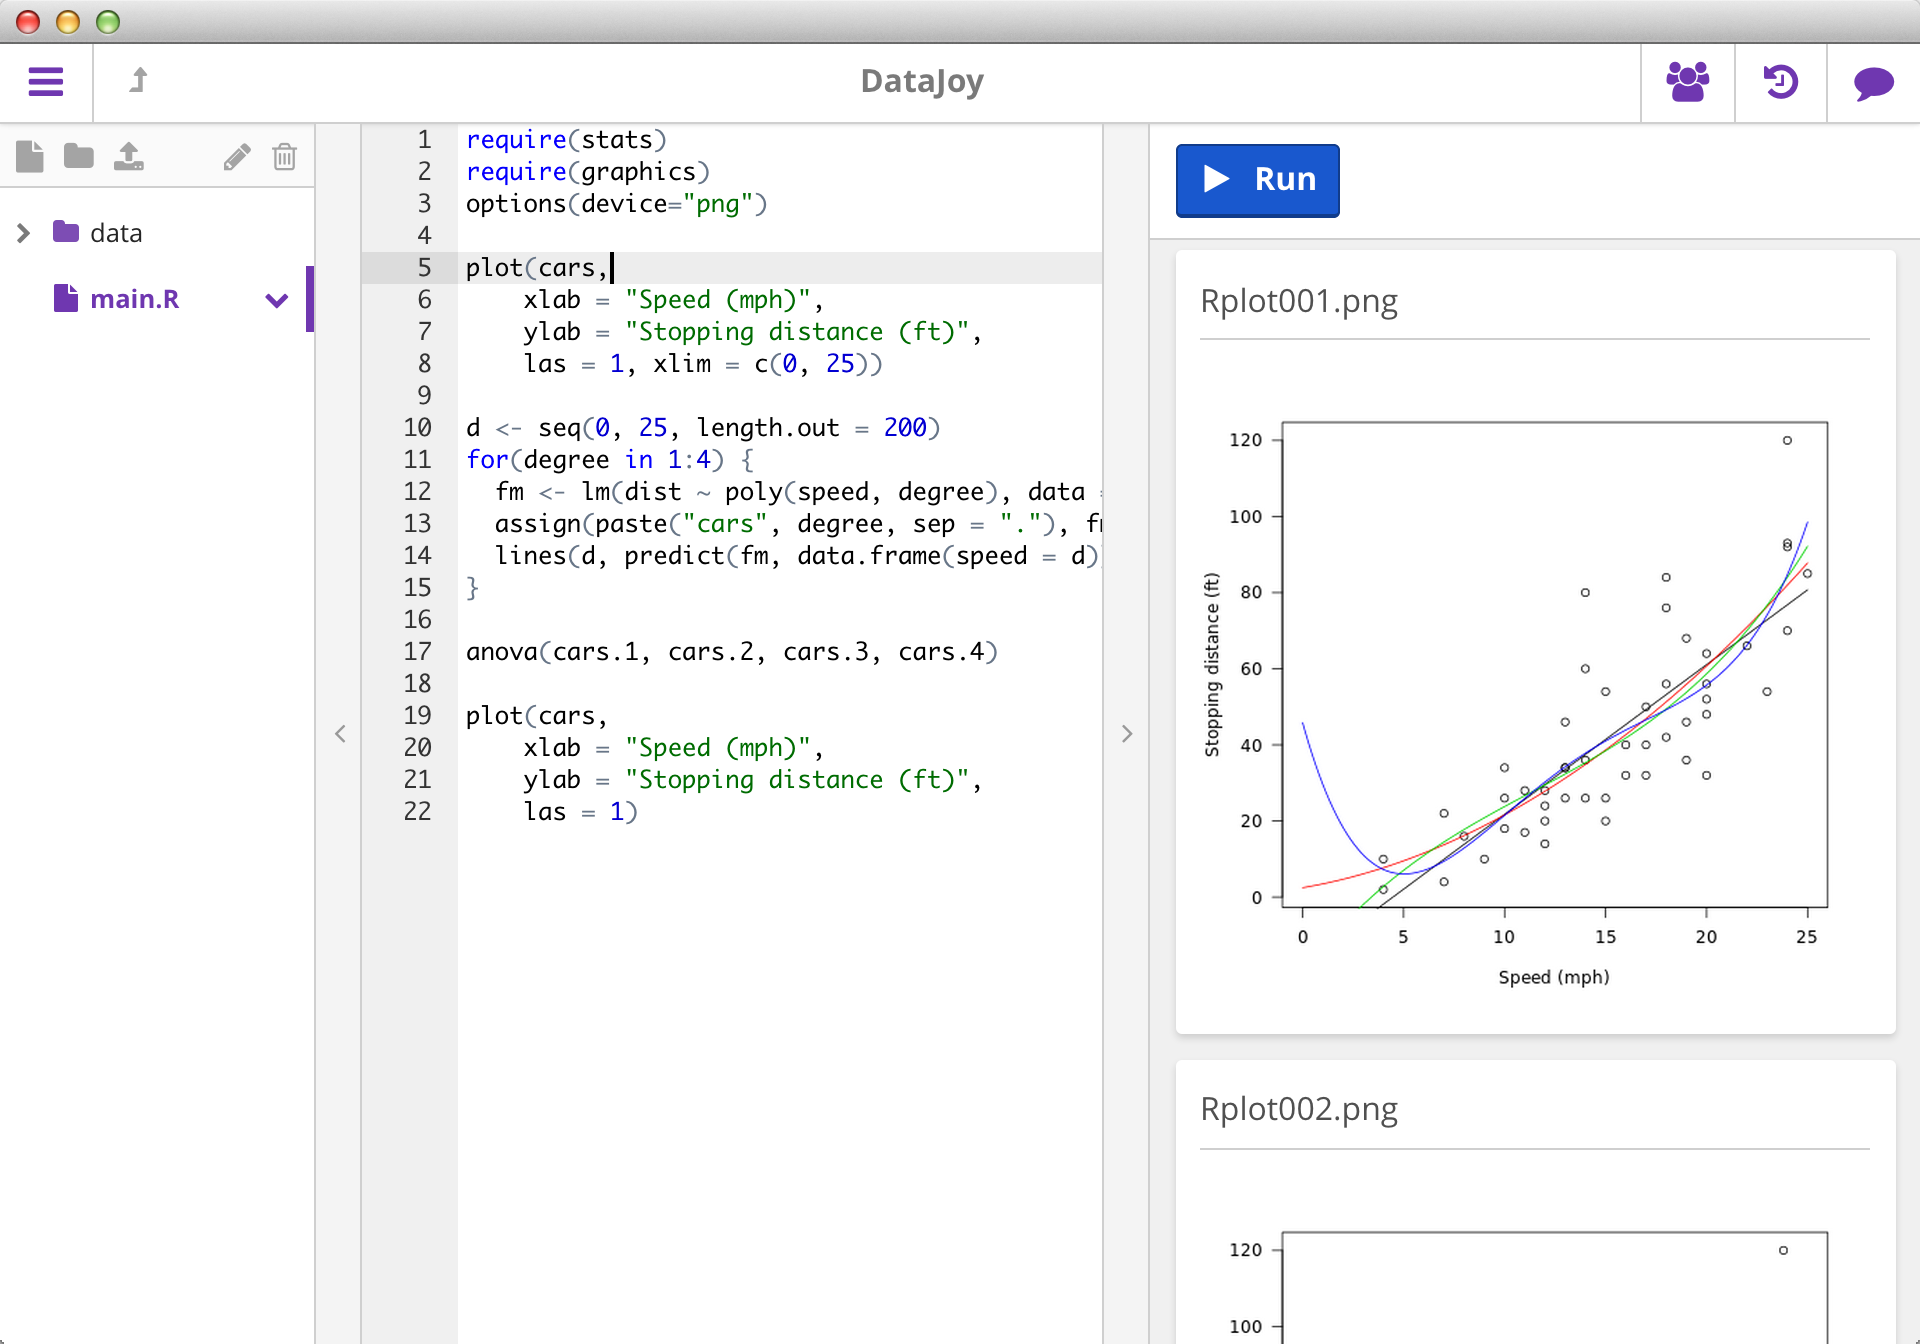 DataJoy
data
main.R
1 require(stats)
2 require(graphics)
3 options(device="png")
4
5 plot(cars,
6     xlab = "Speed (mph)",
7     ylab = "Stopping distance (ft)",
8     las = 1, xlim = c(0, 25))
9
10 d <- seq(0, 25, length.out = 200)
11 for(degree in 1:4) {
12   fm <- lm(dist ~ poly(speed, degree), data
13   assign(paste("cars", degree, sep = "."),
14   lines(d, predict(fm, data.frame(speed = d)
15 }
16
17 anova(cars.1, cars.2, cars.3, cars.4)
18
19 plot(cars,
20     xlab = "Speed (mph)",
21     ylab = "Stopping distance (ft)",
22     las = 1)
Run
Rplot001.png
120
100
80
60
40
20
0
Stopping distance (ft)
0 5 10 15 20 25
Speed (mph)
Rplot002.png
120
100